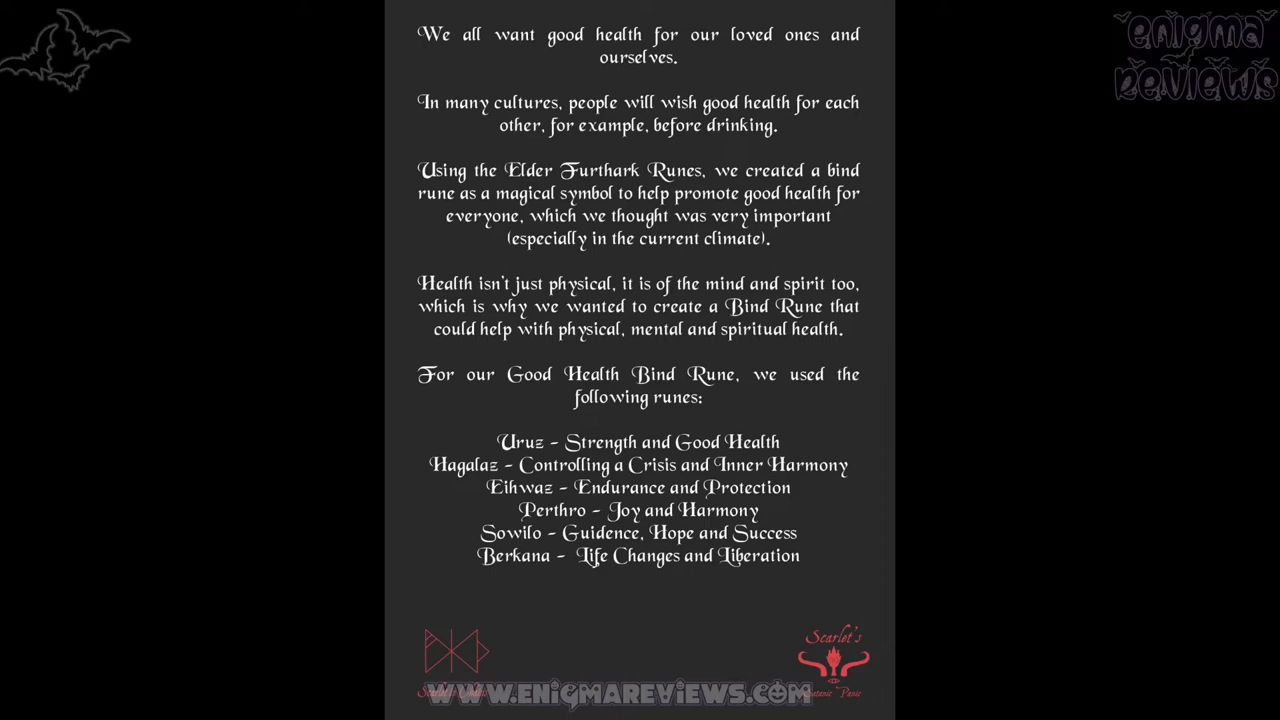 enigma
Reviews
We all want good health for our loved ones and
ourselves.
In many cultures, people will wish good health for each
other, for example, before drinking.
Using the Elder Furthark Runes, we created a bind
rune as a magical symbol to help promote good health for
everyone, which we thought was very important
(especially in the current climate).
Health isn't just physical, it is of the mind and spirit too,
which is why we wanted to create a Bind Rune that
could help with physical, mental and spiritual health.
For our Good Health Bind Rune, we used the
following runes:
Uruz - Strength and Good Health
Hagalaz - Controlling a Crisis and Inner Harmony
Eihwaz - Endurance and Protection
Perthro - Joy and Harmony
Sowilo - Guidence, Hope and Success
Berkana - Life Changes and Liberation
Scarlet's
Satanic Panic
Scarlet's
www.enigmareviews.com